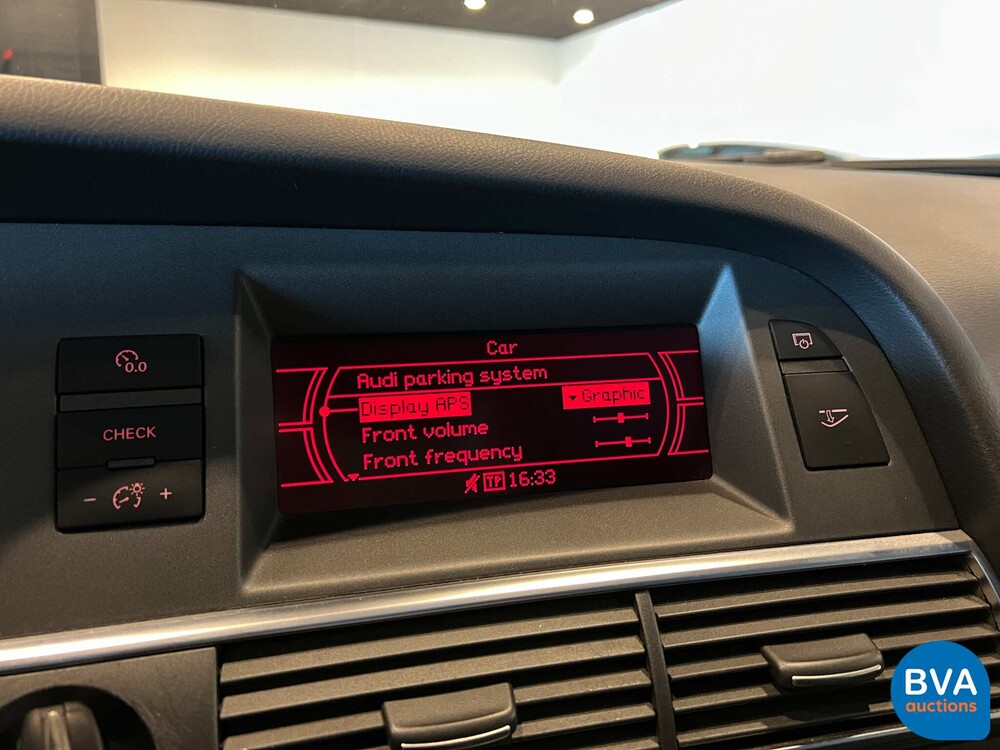 0.0
CHECK
- +
Car
Audi parking system
Display APS Graphic
Front volume
Front frequency
TP 16:33
BVA
auctions